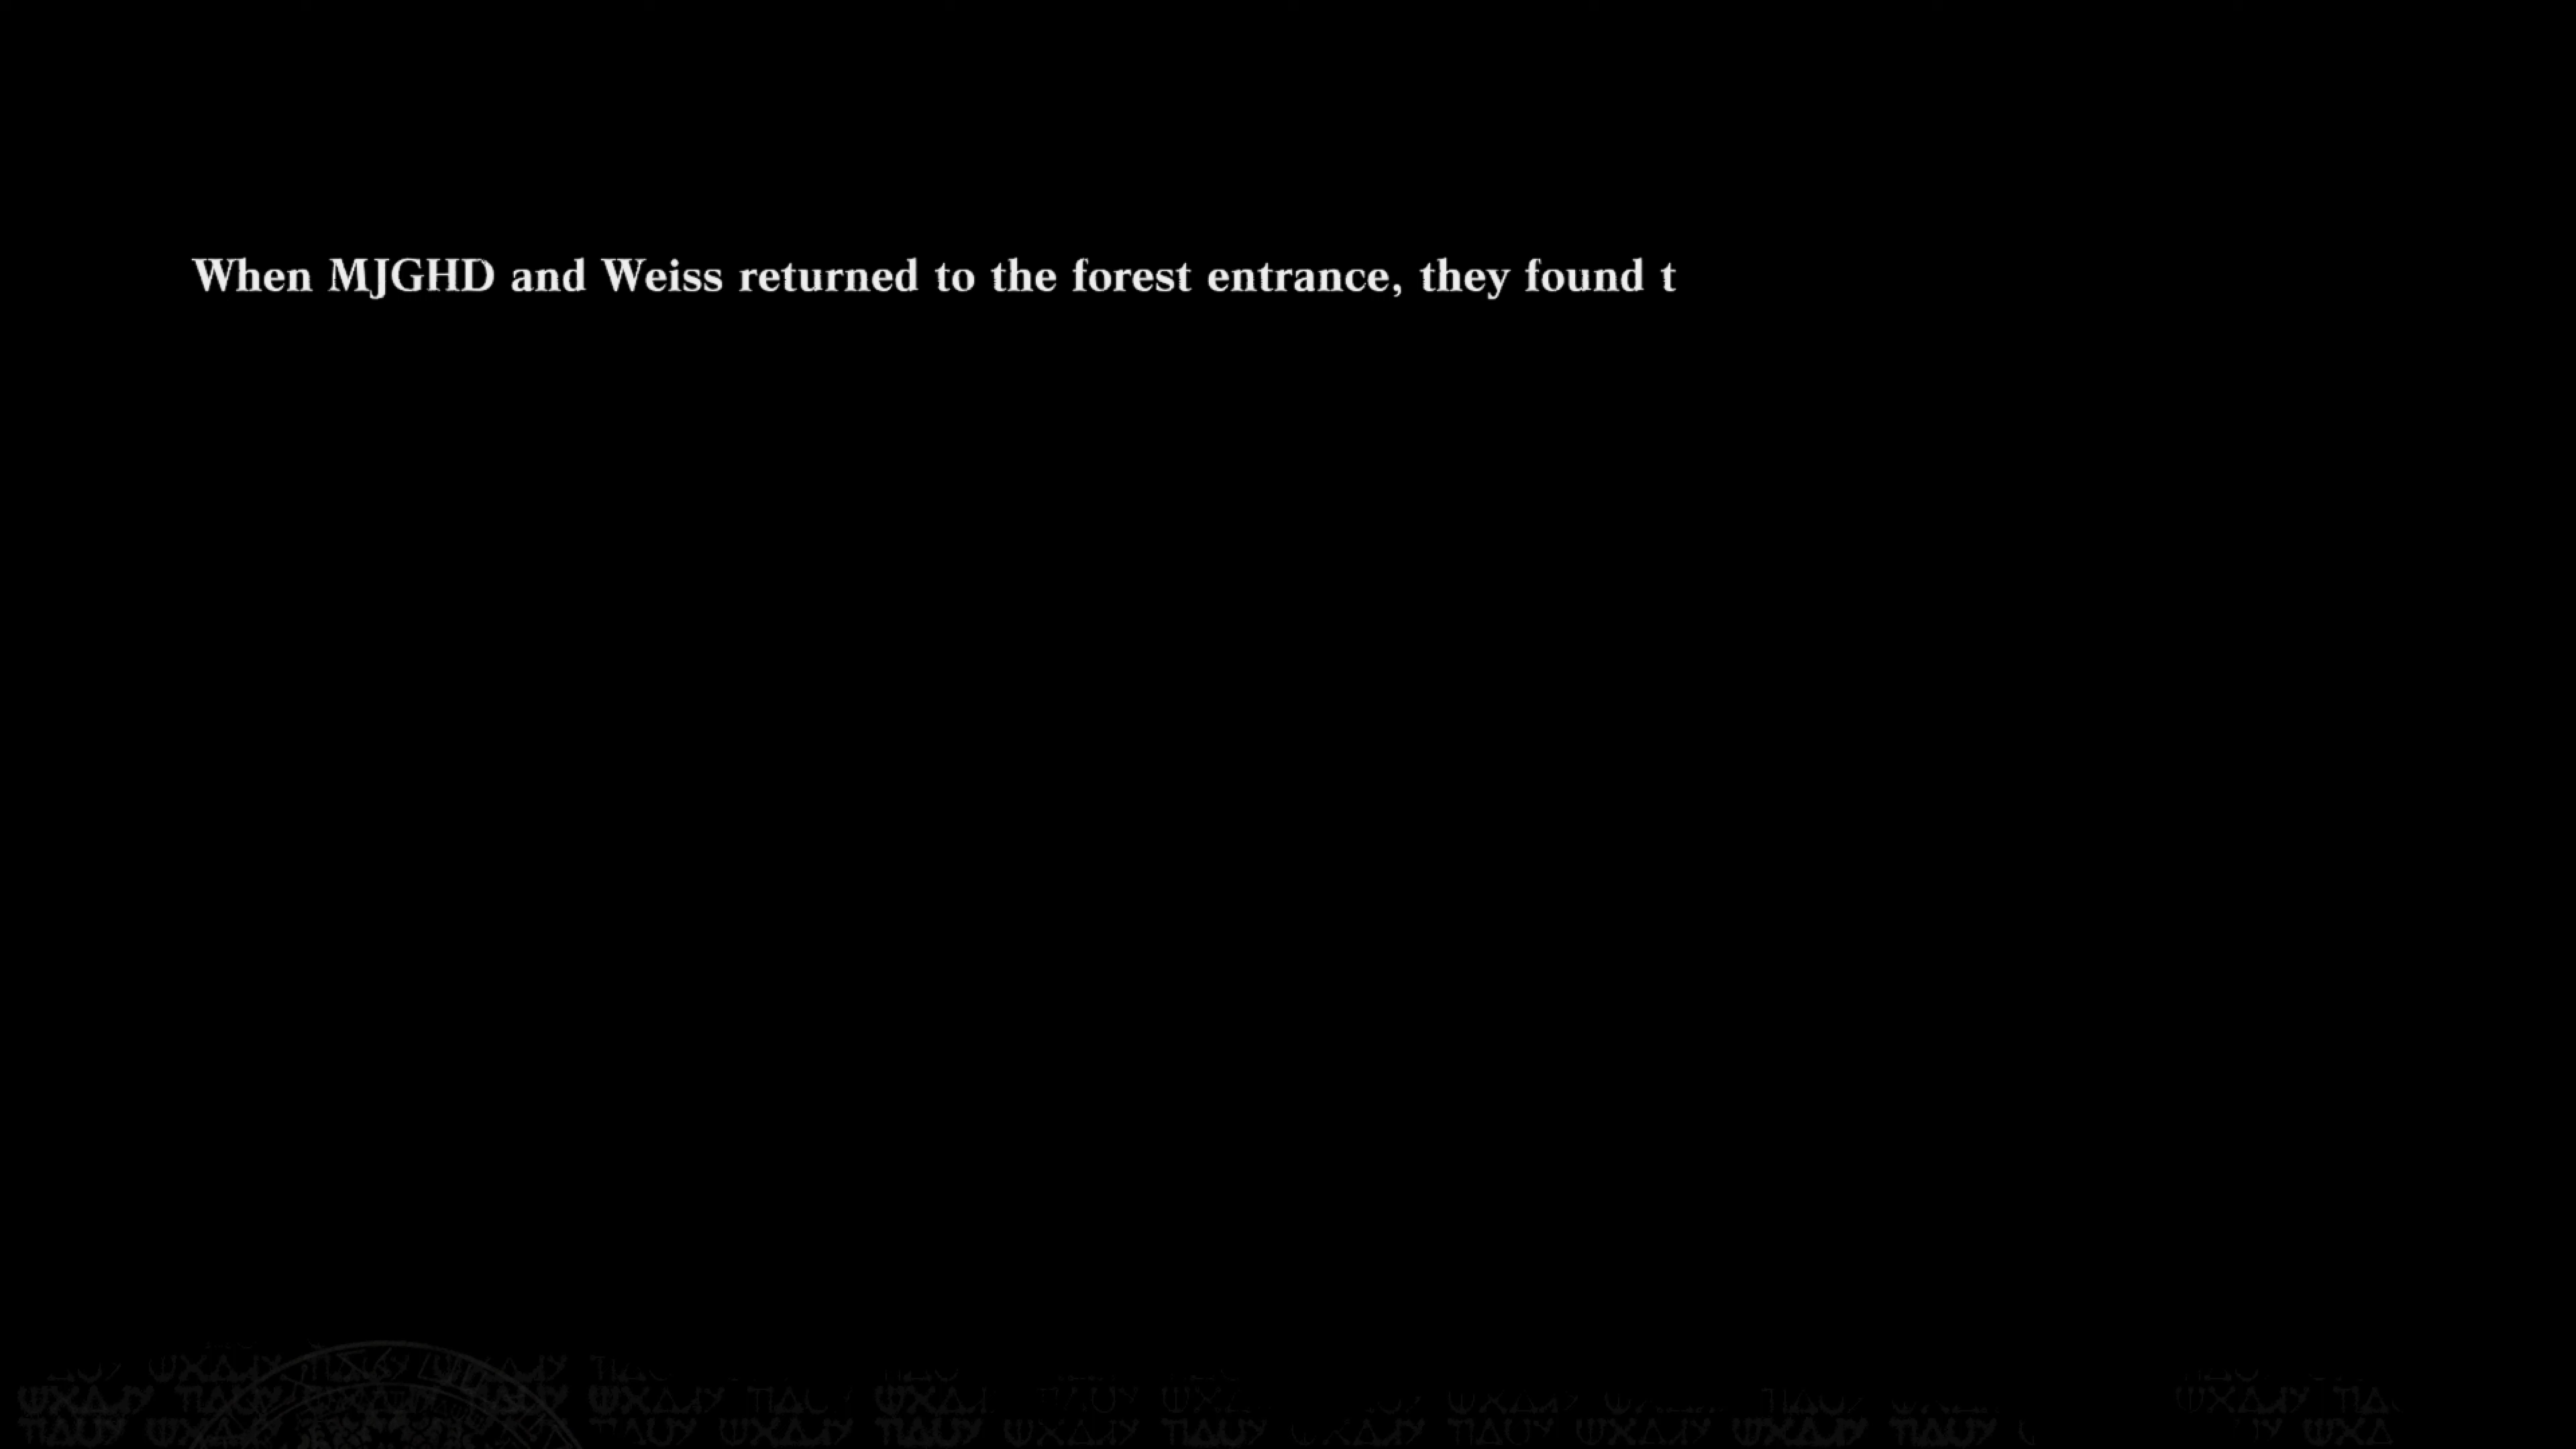 When MJGHD and Weiss returned to the forest entrance, they found t